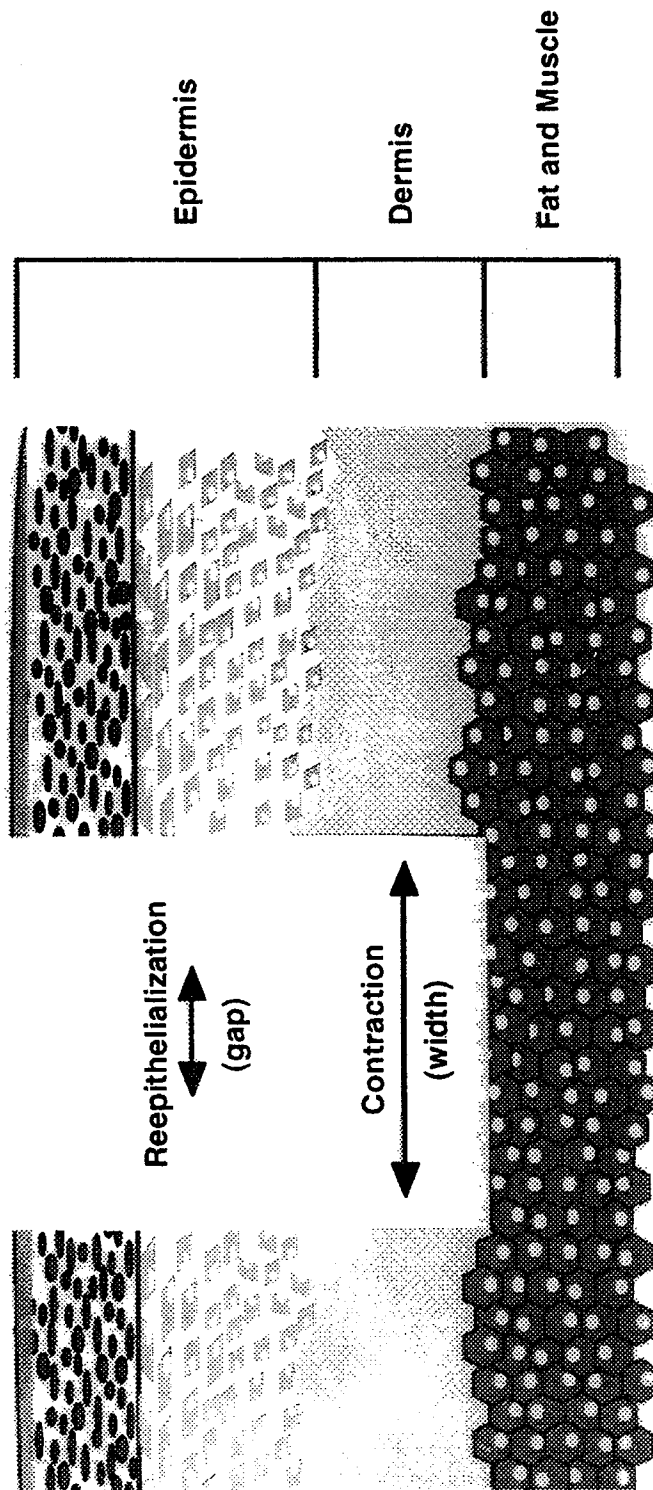 Epidermis
Dermis
Fat and Muscle
Reepithelialization
(gap)
Contraction
(width)